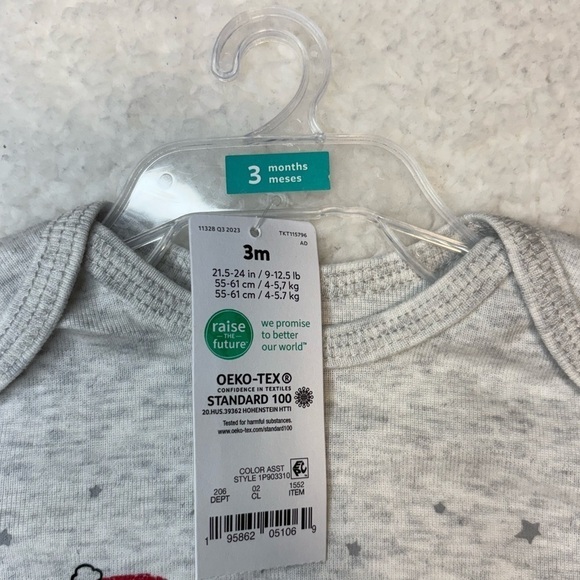 3 months
meses
11328 Q3 2023 TKT115796
AD
3m
21.5-24 in / 9-12.5 lb
55-61 cm / 4-5,7 kg
55-61 cm / 4-5.7 kg
raise
THE
future
we promise
to better
our world™
OEKO-TEX®
CONFIDENCE IN TEXTILES
STANDARD 100
20.HUS.39362 HOHENSTEIN HTTI
Tested for harmful substances.
www.oeko-tex.com/standard100
COLOR ASST
STYLE 1P903310
206 02 1552
DEPT CL ITEM
1 95862 05106 9